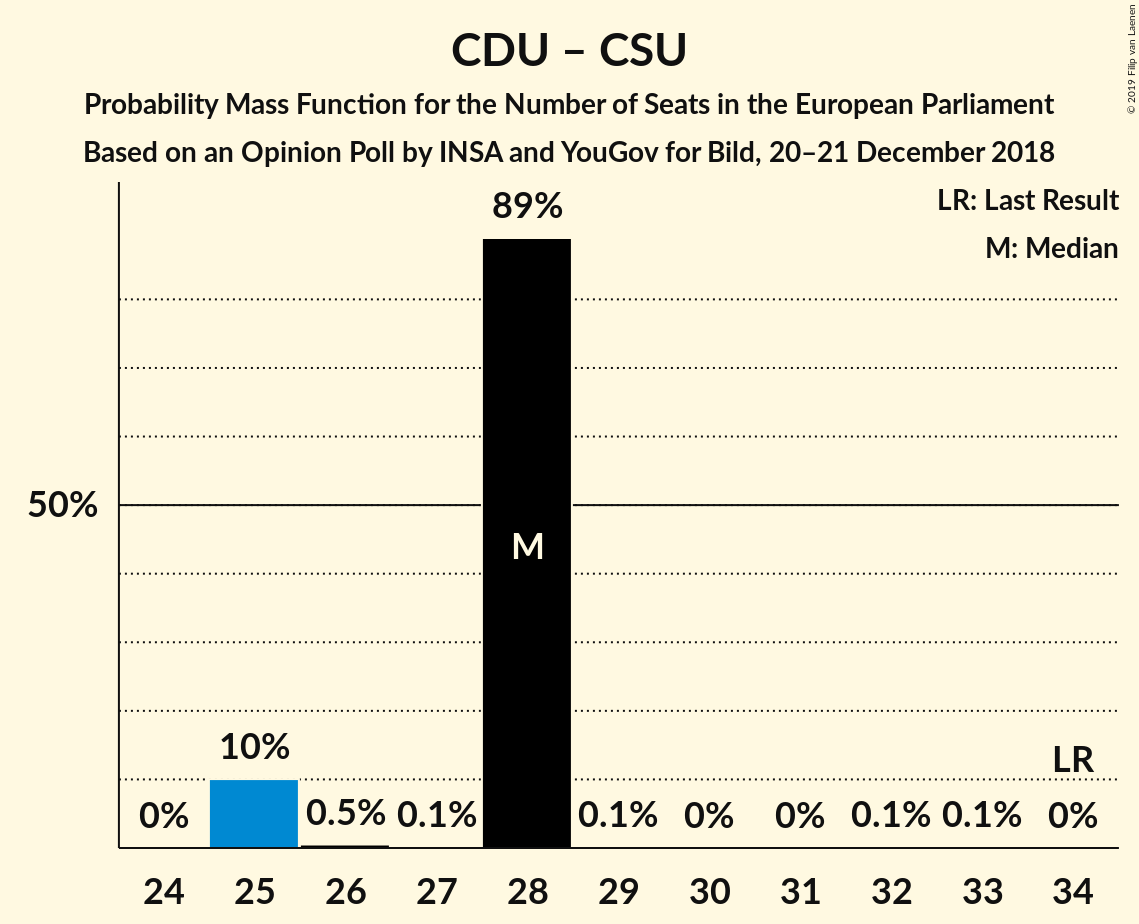 CDU – CSU
Probability Mass Function for the Number of Seats in the European Parliament
Based on an Opinion Poll by INSA and YouGov for Bild, 20–21 December 2018
© 2019 Filip van Laenen
LR: Last Result
M: Median
89%
50%
M
10%
LR
0% 0.5% 0.1% 0.1% 0% 0% 0.1% 0.1% 0%
24 25 26 27 28 29 30 31 32 33 34